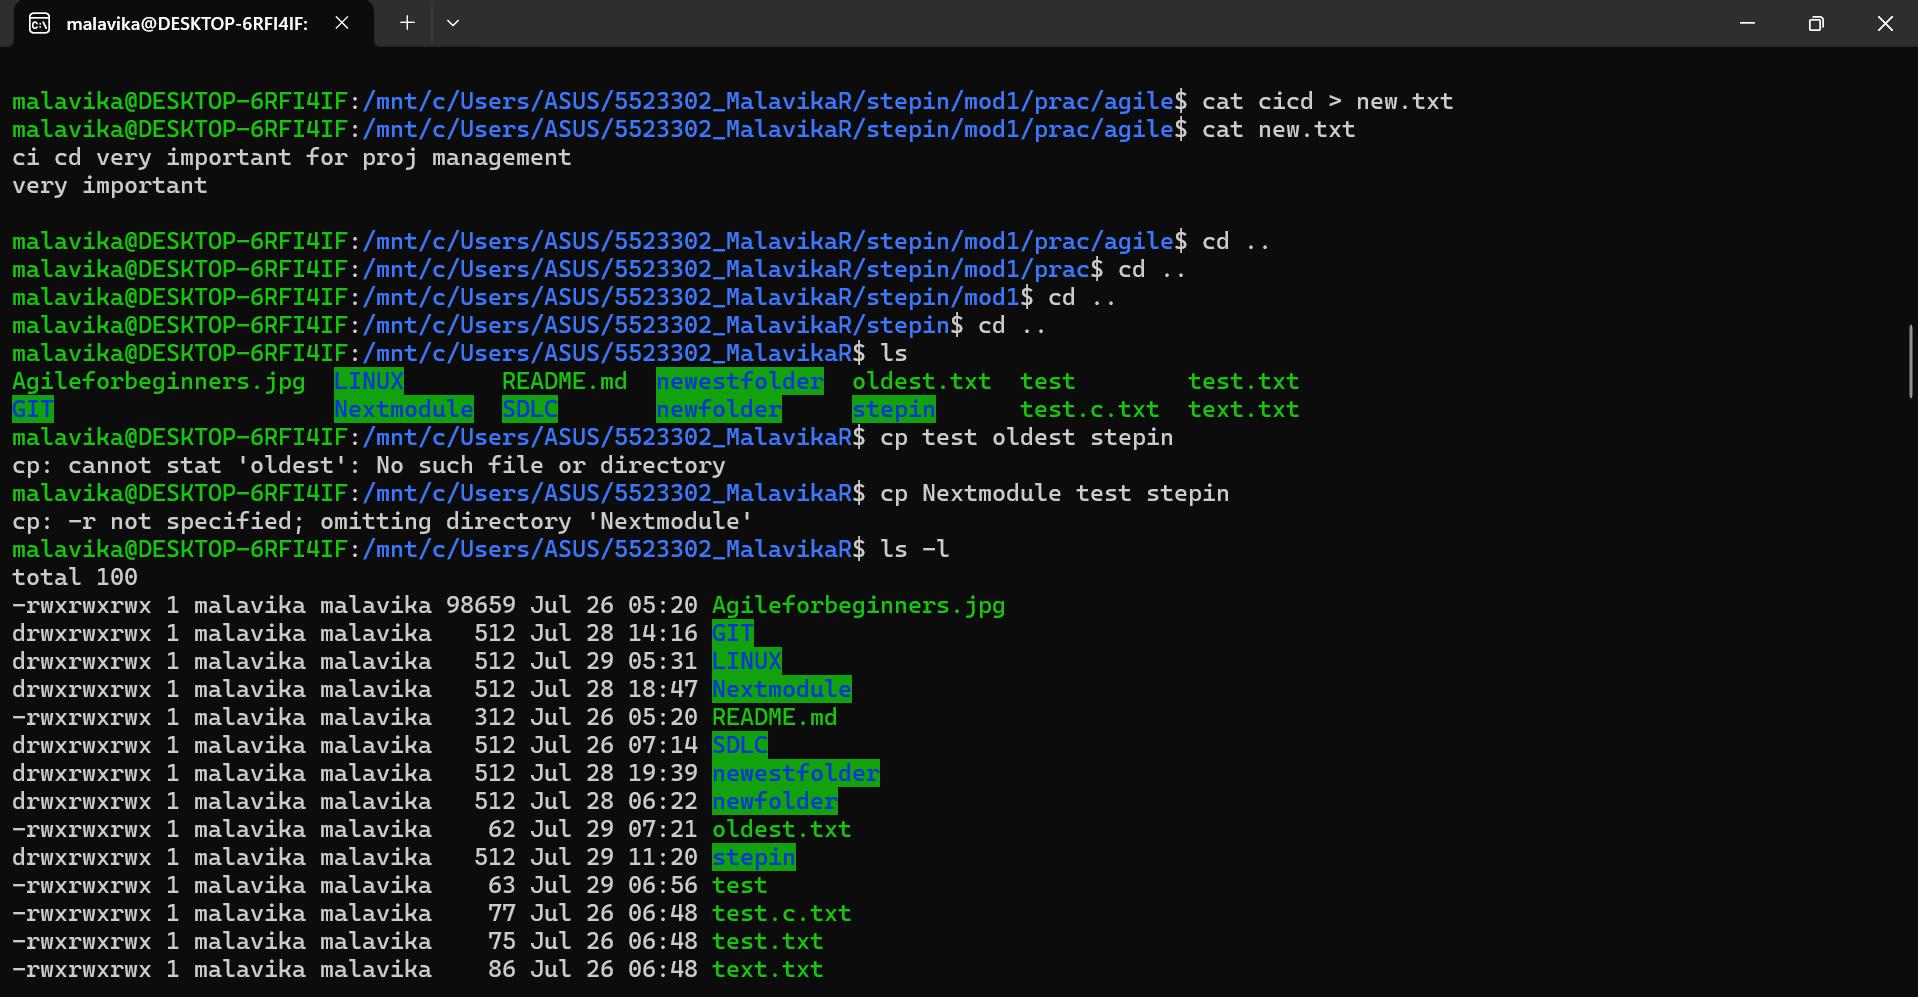 malavika@DESKTOP-6RFI4IF:
malavika@DESKTOP-6RFI4IF:/mnt/c/Users/ASUS/5523302_MalavikaR/stepin/mod1/prac/agile$ cat cicd > new.txt
malavika@DESKTOP-6RFI4IF:/mnt/c/Users/ASUS/5523302_MalavikaR/stepin/mod1/prac/agile$ cat new.txt
ci cd very important for proj management
very important
malavika@DESKTOP-6RFI4IF:/mnt/c/Users/ASUS/5523302_MalavikaR/stepin/mod1/prac/agile$ cd ..
malavika@DESKTOP-6RFI4IF:/mnt/c/Users/ASUS/5523302_MalavikaR/stepin/mod1/prac$ cd ..
malavika@DESKTOP-6RFI4IF:/mnt/c/Users/ASUS/5523302_MalavikaR/stepin/mod1$ cd ..
malavika@DESKTOP-6RFI4IF:/mnt/c/Users/ASUS/5523302_MalavikaR/stepin$ cd ..
malavika@DESKTOP-6RFI4IF:/mnt/c/Users/ASUS/5523302_MalavikaR$ ls
Agileforbeginners.jpg  LINUX       README.md  newestfolder  oldest.txt  test        test.txt
GIT                    Nextmodule  SDLC       newfolder     stepin      test.c.txt  text.txt
malavika@DESKTOP-6RFI4IF:/mnt/c/Users/ASUS/5523302_MalavikaR$ cp test oldest stepin
cp: cannot stat 'oldest': No such file or directory
malavika@DESKTOP-6RFI4IF:/mnt/c/Users/ASUS/5523302_MalavikaR$ cp Nextmodule test stepin
cp: -r not specified; omitting directory 'Nextmodule'
malavika@DESKTOP-6RFI4IF:/mnt/c/Users/ASUS/5523302_MalavikaR$ ls -l
total 100
-rwxrwxrwx 1 malavika malavika 98659 Jul 26 05:20 Agileforbeginners.jpg
drwxrwxrwx 1 malavika malavika   512 Jul 28 14:16 GIT
drwxrwxrwx 1 malavika malavika   512 Jul 29 05:31 LINUX
drwxrwxrwx 1 malavika malavika   512 Jul 28 18:47 Nextmodule
-rwxrwxrwx 1 malavika malavika   312 Jul 26 05:20 README.md
drwxrwxrwx 1 malavika malavika   512 Jul 26 07:14 SDLC
drwxrwxrwx 1 malavika malavika   512 Jul 28 19:39 newestfolder
drwxrwxrwx 1 malavika malavika   512 Jul 28 06:22 newfolder
-rwxrwxrwx 1 malavika malavika    62 Jul 29 07:21 oldest.txt
drwxrwxrwx 1 malavika malavika   512 Jul 29 11:20 stepin
-rwxrwxrwx 1 malavika malavika    63 Jul 29 06:56 test
-rwxrwxrwx 1 malavika malavika    77 Jul 26 06:48 test.c.txt
-rwxrwxrwx 1 malavika malavika    75 Jul 26 06:48 test.txt
-rwxrwxrwx 1 malavika malavika    86 Jul 26 06:48 text.txt